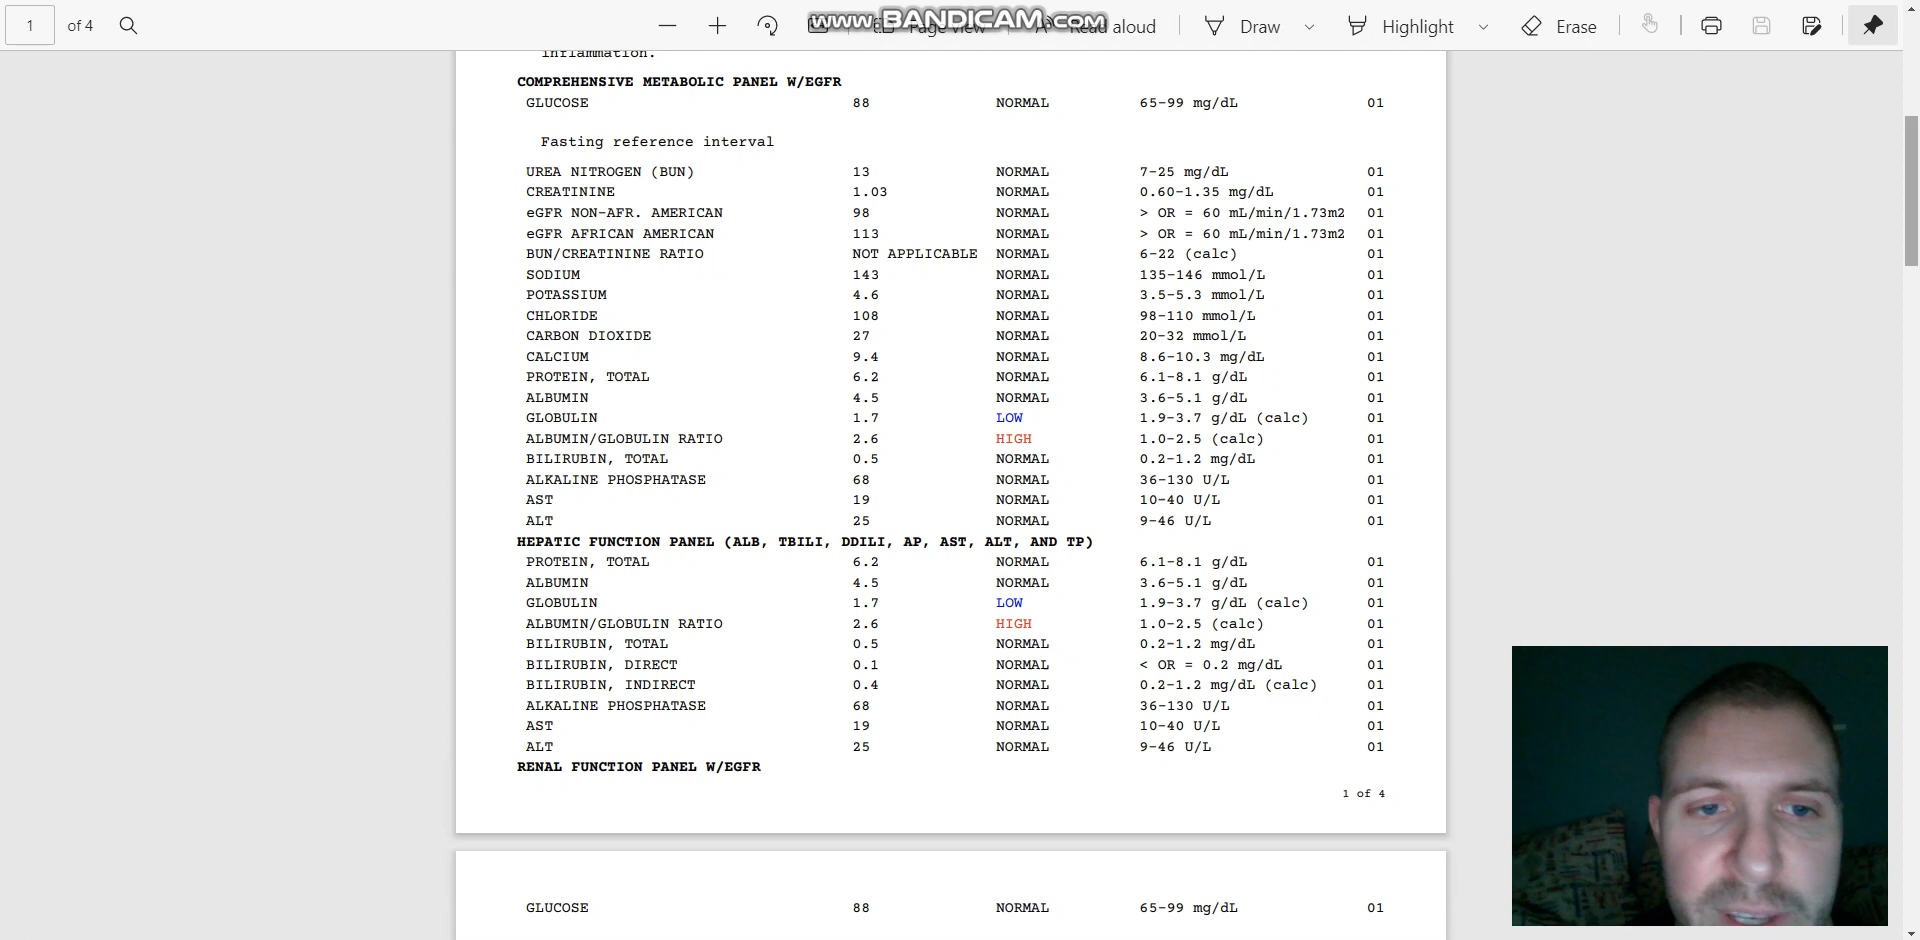 1 of 4 Page view Read aloud Draw Highlight Erase
www.BANDICAM.com
inflammation.
COMPREHENSIVE METABOLIC PANEL W/EGFR
GLUCOSE 88 NORMAL 65-99 mg/dL 01
Fasting reference interval
UREA NITROGEN (BUN) 13 NORMAL 7-25 mg/dL 01
CREATININE 1.03 NORMAL 0.60-1.35 mg/dL 01
eGFR NON-AFR. AMERICAN 98 NORMAL > OR = 60 mL/min/1.73m2 01
eGFR AFRICAN AMERICAN 113 NORMAL > OR = 60 mL/min/1.73m2 01
BUN/CREATININE RATIO NOT APPLICABLE NORMAL 6-22 (calc) 01
SODIUM 143 NORMAL 135-146 mmol/L 01
POTASSIUM 4.6 NORMAL 3.5-5.3 mmol/L 01
CHLORIDE 108 NORMAL 98-110 mmol/L 01
CARBON DIOXIDE 27 NORMAL 20-32 mmol/L 01
CALCIUM 9.4 NORMAL 8.6-10.3 mg/dL 01
PROTEIN, TOTAL 6.2 NORMAL 6.1-8.1 g/dL 01
ALBUMIN 4.5 NORMAL 3.6-5.1 g/dL 01
GLOBULIN 1.7 LOW 1.9-3.7 g/dL (calc) 01
ALBUMIN/GLOBULIN RATIO 2.6 HIGH 1.0-2.5 (calc) 01
BILIRUBIN, TOTAL 0.5 NORMAL 0.2-1.2 mg/dL 01
ALKALINE PHOSPHATASE 68 NORMAL 36-130 U/L 01
AST 19 NORMAL 10-40 U/L 01
ALT 25 NORMAL 9-46 U/L 01
HEPATIC FUNCTION PANEL (ALB, TBILI, DDILI, AP, AST, ALT, AND TP)
PROTEIN, TOTAL 6.2 NORMAL 6.1-8.1 g/dL 01
ALBUMIN 4.5 NORMAL 3.6-5.1 g/dL 01
GLOBULIN 1.7 LOW 1.9-3.7 g/dL (calc) 01
ALBUMIN/GLOBULIN RATIO 2.6 HIGH 1.0-2.5 (calc) 01
BILIRUBIN, TOTAL 0.5 NORMAL 0.2-1.2 mg/dL 01
BILIRUBIN, DIRECT 0.1 NORMAL < OR = 0.2 mg/dL 01
BILIRUBIN, INDIRECT 0.4 NORMAL 0.2-1.2 mg/dL (calc) 01
ALKALINE PHOSPHATASE 68 NORMAL 36-130 U/L 01
AST 19 NORMAL 10-40 U/L 01
ALT 25 NORMAL 9-46 U/L 01
RENAL FUNCTION PANEL W/EGFR
1 of 4
GLUCOSE 88 NORMAL 65-99 mg/dL 01